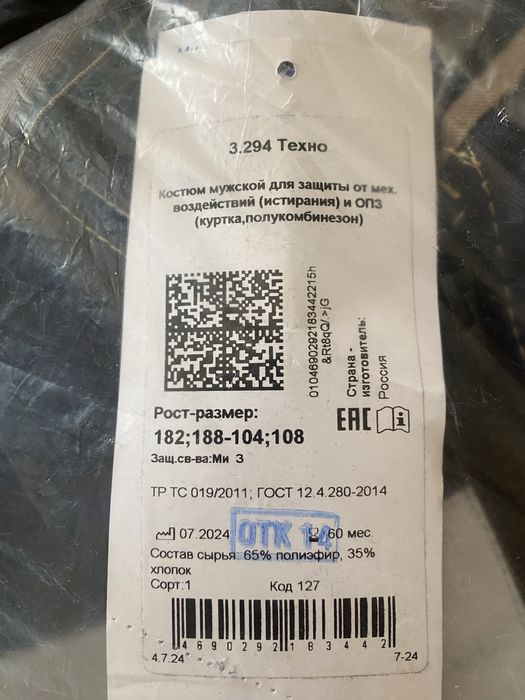 3.294 Техно
Костюм мужской для защиты от мех.
воздействий (истирания) и ОПЗ
(куртка,полукомбинезон)
0104690292183442215h
&Rt8qQ/.>jG
Страна -
изготовитель:
Россия
Рост-размер:
182;188-104;108
Защ.св-ва:Ми З
EAC
ТР ТС 019/2011; ГОСТ 12.4.280-2014
07.2024
60 мес.
ОТК 14
Состав сырья: 65% полиэфир, 35%
хлопок
Сорт:1 Код 127
4690292183442
4.7.24 7-24